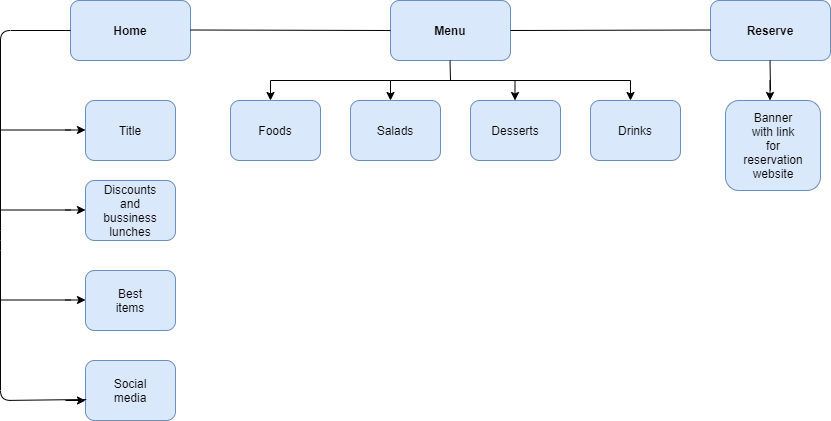 Home
Menu
Reserve
Title
Foods
Salads
Desserts
Drinks
Banner
with link
for
reservation
website
Discounts
and
bussiness
lunches
Best
items
Social
media